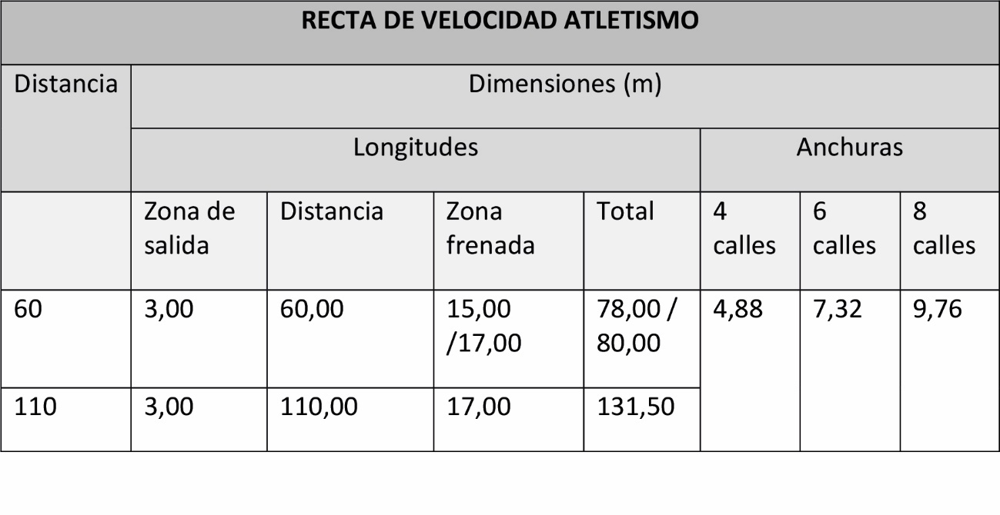 RECTA DE VELOCIDAD ATLETISMO
Distancia
Dimensiones (m)
Longitudes
Anchuras
Zona de
salida
Distancia
Zona
frenada
Total
4
calles
6
calles
8
calles
60
3,00
60,00
15,00
/17,00
78,00 /
80,00
4,88
7,32
9,76
110
3,00
110,00
17,00
131,50